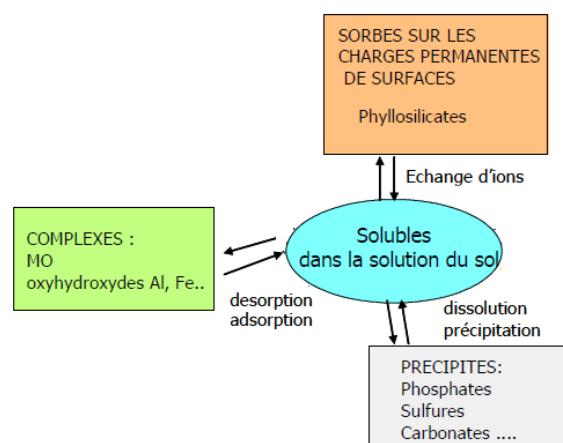 SORBES SUR LES
CHARGES PERMANENTES
DE SURFACES
Phyllosilicates
Echange d'ions
Solubles
dans la solution du sol
COMPLEXES :
MO
oxyhydroxydes Al, Fe..
desorption
adsorption
dissolution
précipitation
PRECIPITES:
Phosphates
Sulfures
Carbonates ....